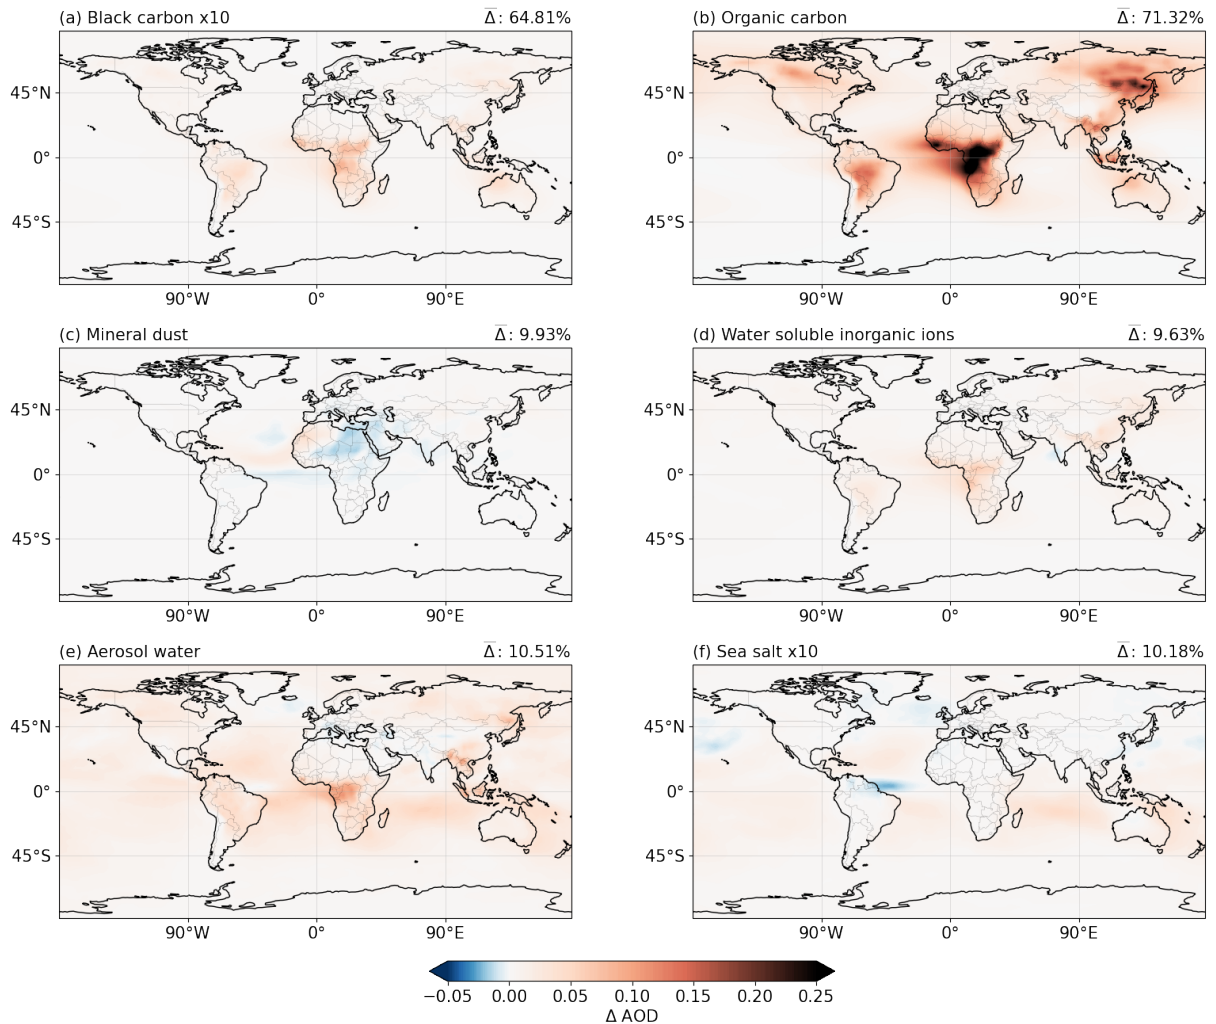 (a) Black carbon x10
Δ̅: 64.81%
(b) Organic carbon
Δ̅: 71.32%
45°N
0°
45°S
90°W
0°
90°E
45°N
0°
45°S
90°W
0°
90°E
(c) Mineral dust
Δ̅: 9.93%
(d) Water soluble inorganic ions
Δ̅: 9.63%
45°N
0°
45°S
90°W
0°
90°E
45°N
0°
45°S
90°W
0°
90°E
(e) Aerosol water
Δ̅: 10.51%
(f) Sea salt x10
Δ̅: 10.18%
45°N
0°
45°S
90°W
0°
90°E
45°N
0°
45°S
90°W
0°
90°E
−0.05 0.00 0.05 0.10 0.15 0.20 0.25
Δ AOD